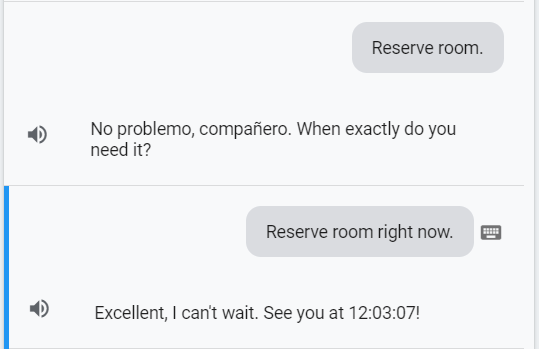 Reserve room.
No problemo, compañero. When exactly do you
need it?
Reserve room right now.
Excellent, I can't wait. See you at 12:03:07!